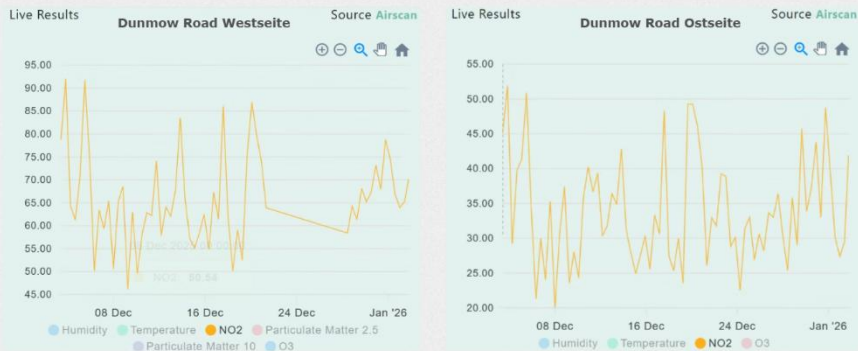 Live Results
Source Airscan
Dunmow Road Westseite
95.00
90.00
85.00
80.00
75.00
70.00
65.00
60.00
55.00
50.00
45.00
NO2: 50.54
08 Dec
16 Dec
24 Dec
Jan '26
Humidity
Temperature
NO2
Particulate Matter 2.5
Particulate Matter 10
O3
Live Results
Source Airscan
Dunmow Road Ostseite
55.00
50.00
45.00
40.00
35.00
30.00
25.00
20.00
08 Dec
16 Dec
24 Dec
Jan '26
Humidity
Temperature
NO2
O3